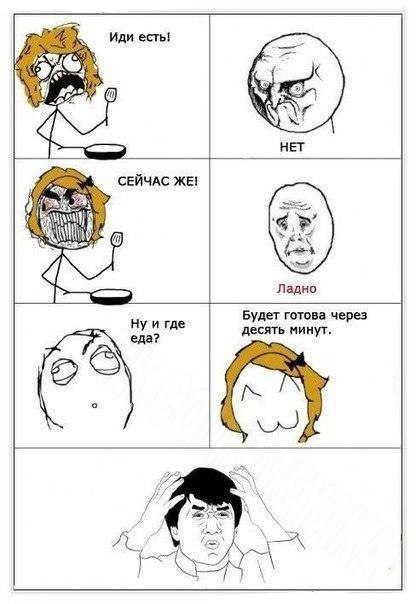 Иди есть!
НЕТ
СЕЙЧАС ЖЕ!
Ладно
Ну и где
еда?
Будет готова через
десять минут.